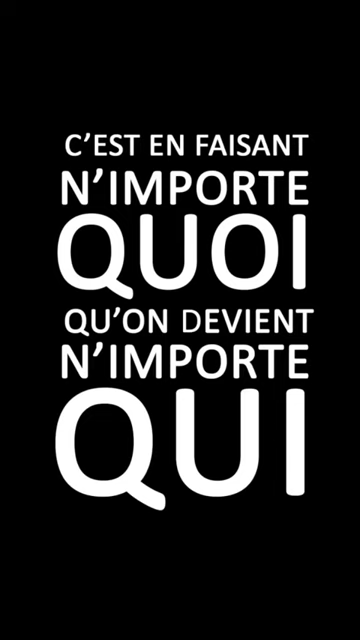 C'EST EN FAISANT
N'IMPORTE
QUOI
QU'ON DEVIENT
N'IMPORTE
QUI